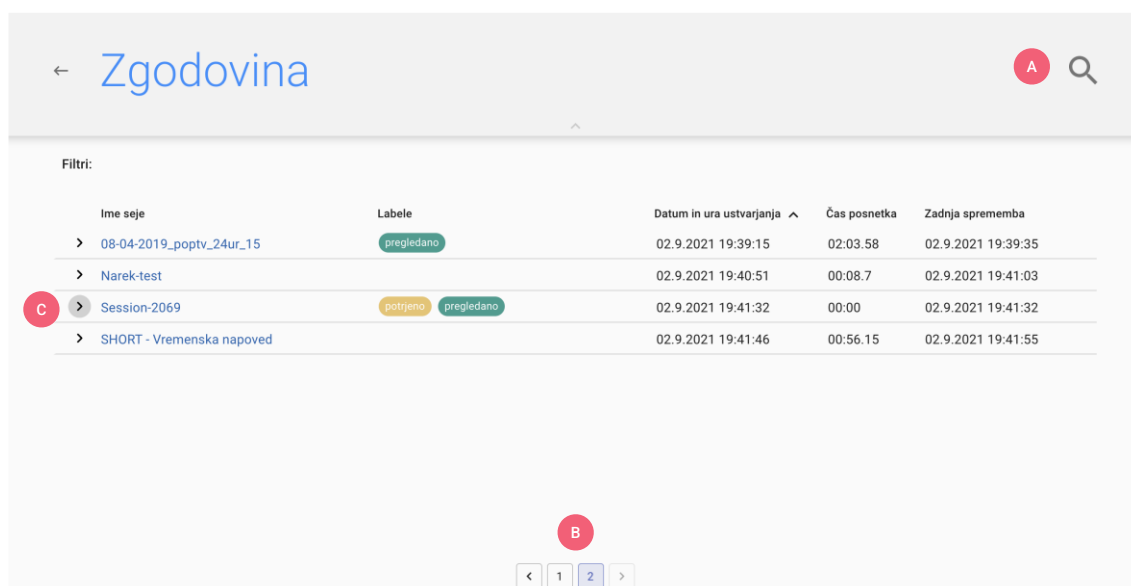 Zgodovina
A
Filtri:
Ime seje Labele Datum in ura ustvarjanja Čas posnetka Zadnja sprememba
08-04-2019_poptv_24ur_15 pregledano 02.9.2021 19:39:15 02:03.58 02.9.2021 19:39:35
Narek-test 02.9.2021 19:40:51 00:08.7 02.9.2021 19:41:03
C Session-2069 potrjeno pregledano 02.9.2021 19:41:32 00:00 02.9.2021 19:41:32
SHORT - Vremenska napoved 02.9.2021 19:41:46 00:56.15 02.9.2021 19:41:55
B
1 2